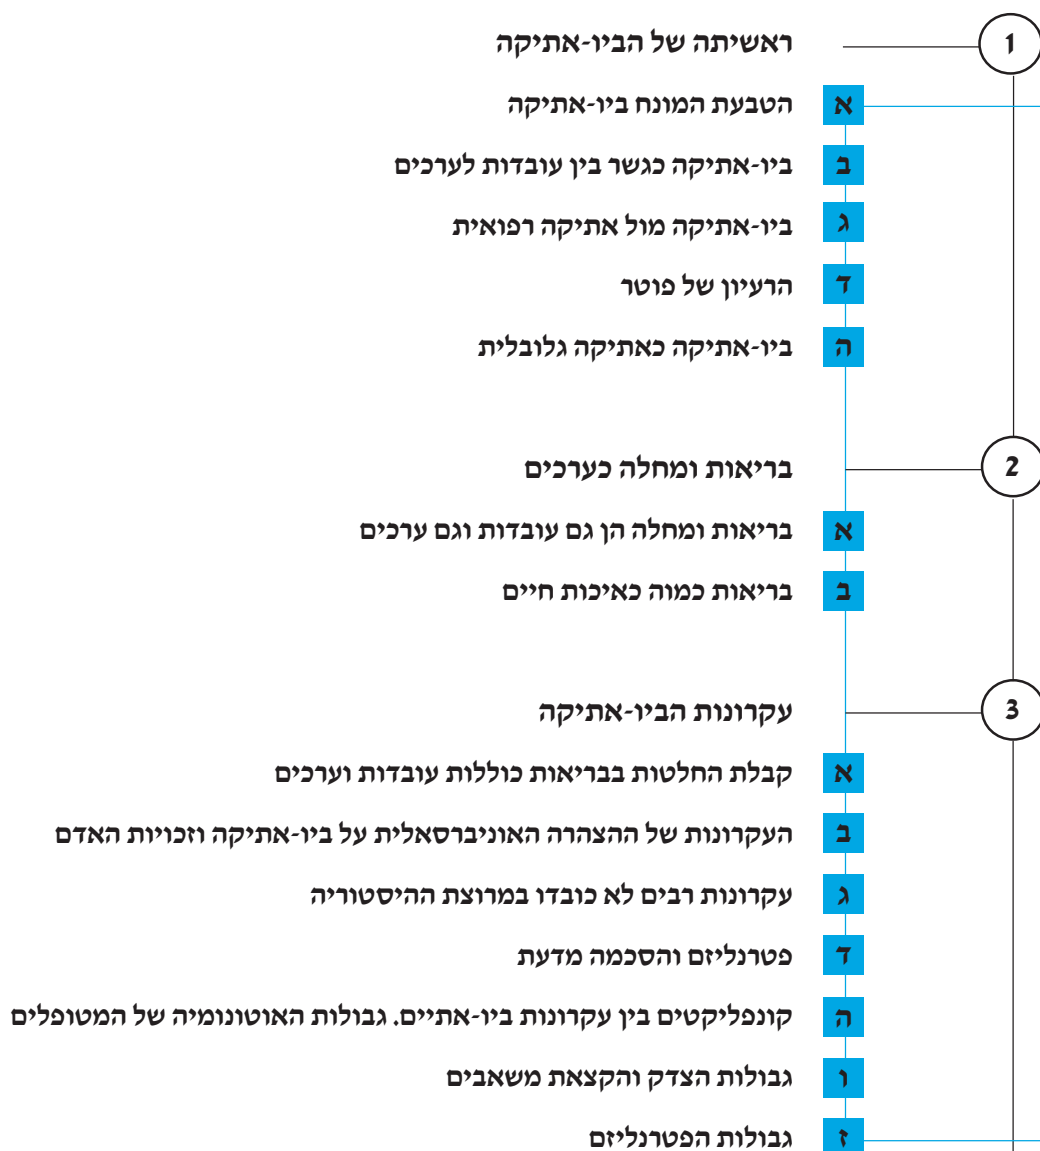 1 ראשיתה של הביו-אתיקה
א הטבעת המונח ביו-אתיקה
ב ביו-אתיקה כגשר בין עובדות לערכים
ג ביו-אתיקה מול אתיקה רפואית
ד הרעיון של פוטר
ה ביו-אתיקה כאתיקה גלובלית
2 בריאות ומחלה כערכים
א בריאות ומחלה הן גם עובדות וגם ערכים
ב בריאות כמוה כאיכות חיים
3 עקרונות הביו-אתיקה
א קבלת החלטות בבריאות כוללות עובדות וערכים
ב העקרונות של ההצהרה האוניברסאלית על ביו-אתיקה וזכויות האדם
ג עקרונות רבים לא כובדו במרוצת ההיסטוריה
ד פטרנליזם והסכמה מדעת
ה קונפליקטים בין עקרונות ביו-אתיים. גבולות האוטונומיה של המטופלים
ו גבולות הצדק והקצאת משאבים
ז גבולות הפטרנליזם